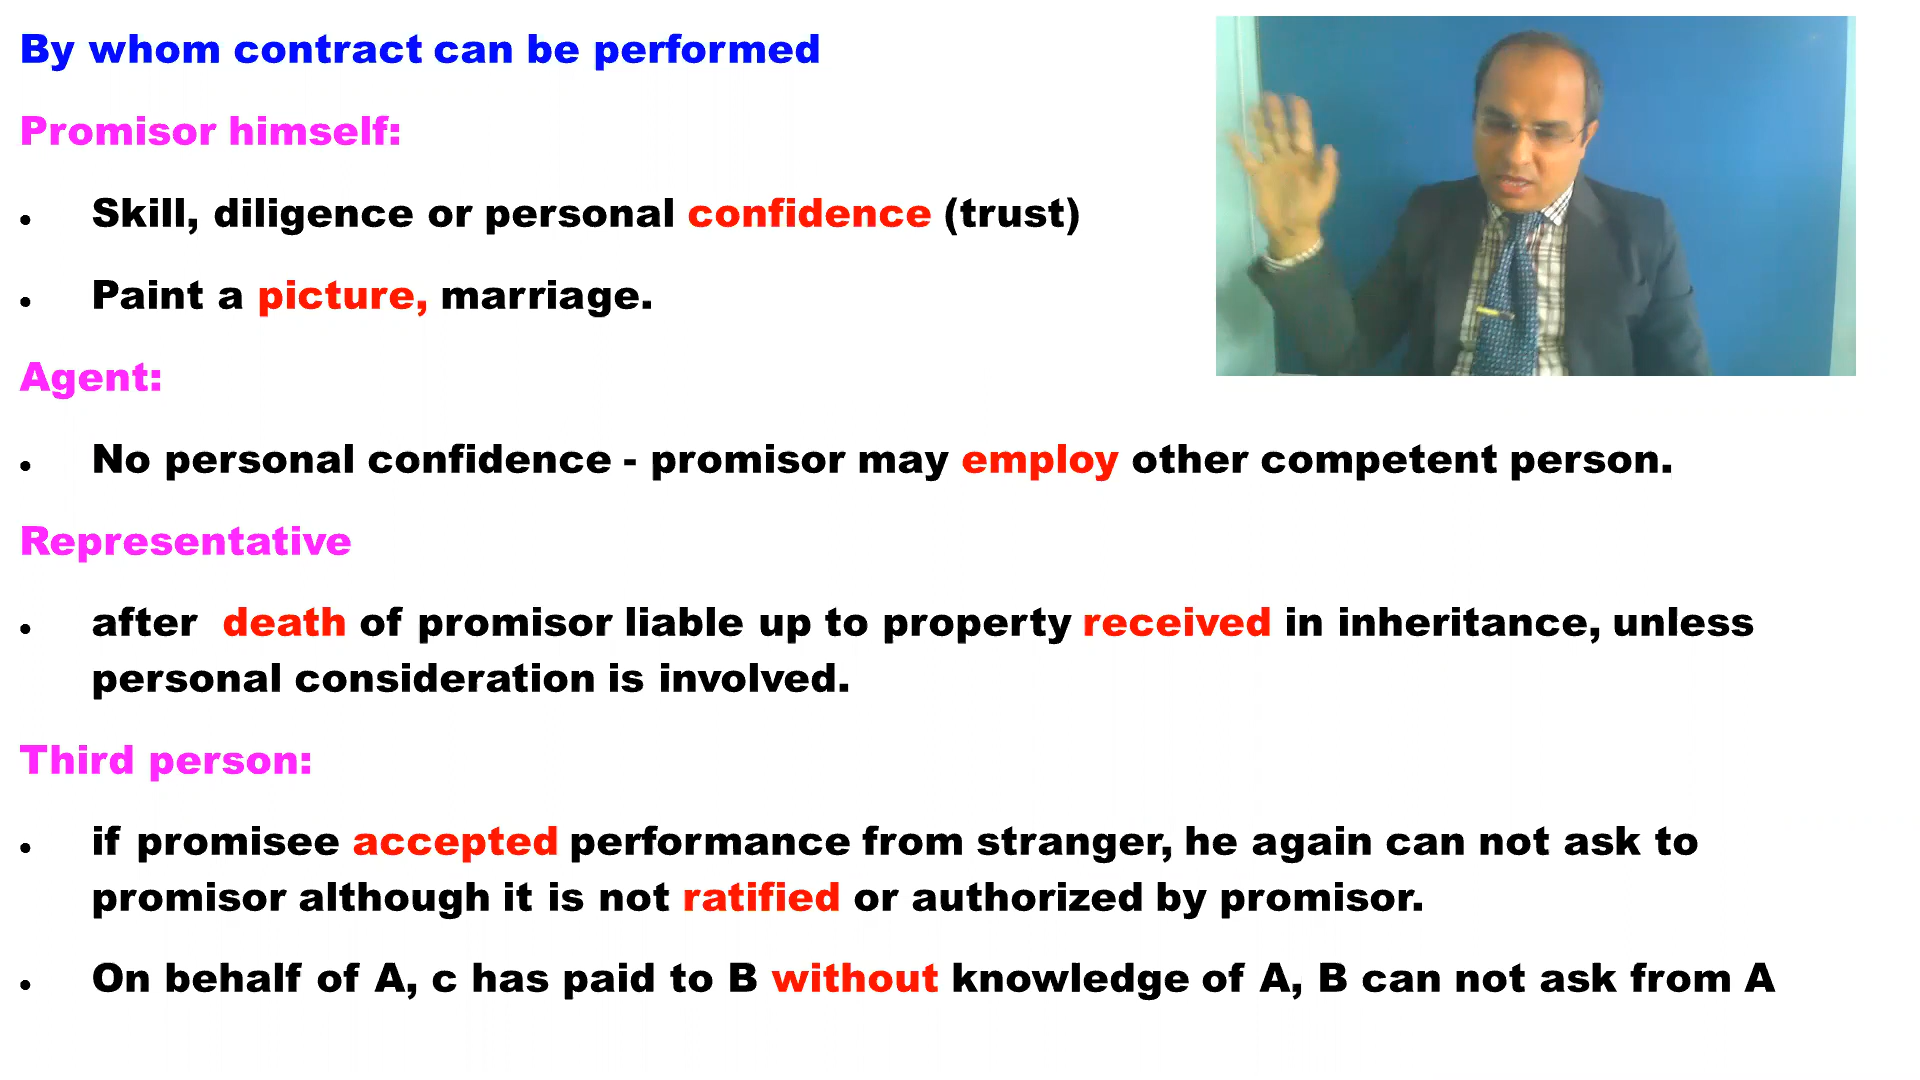 By whom contract can be performed
Promisor himself:
• Skill, diligence or personal confidence (trust)
• Paint a picture, marriage.
Agent:
• No personal confidence - promisor may employ other competent person.
Representative
• after death of promisor liable up to property received in inheritance, unless
personal consideration is involved.
Third person:
• if promisee accepted performance from stranger, he again can not ask to
promisor although it is not ratified or authorized by promisor.
• On behalf of A, c has paid to B without knowledge of A, B can not ask from A